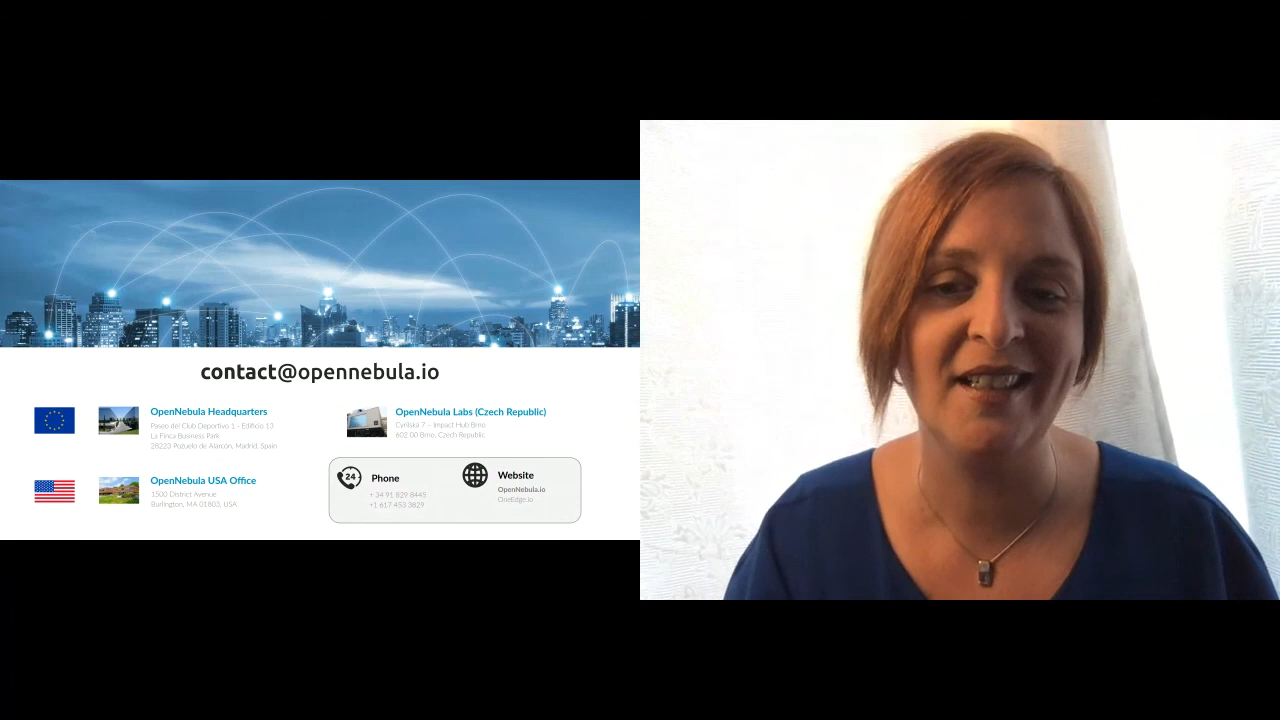 contact@opennebula.io
OpenNebula Headquarters
Paseo del Club Deportivo 1 - Edificio 13
La Finca Business Park
28223 Pozuelo de Alarcón, Madrid, Spain
OpenNebula Labs (Czech Republic)
Cyrilská 7 – Impact Hub Brno
602 00 Brno, Czech Republic
OpenNebula USA Office
1500 District Avenue
Burlington, MA 01803, USA
24
Phone
+ 34 91 829 8445
+1 617 453 3829
Website
OpenNebula.io
OneEdge.io